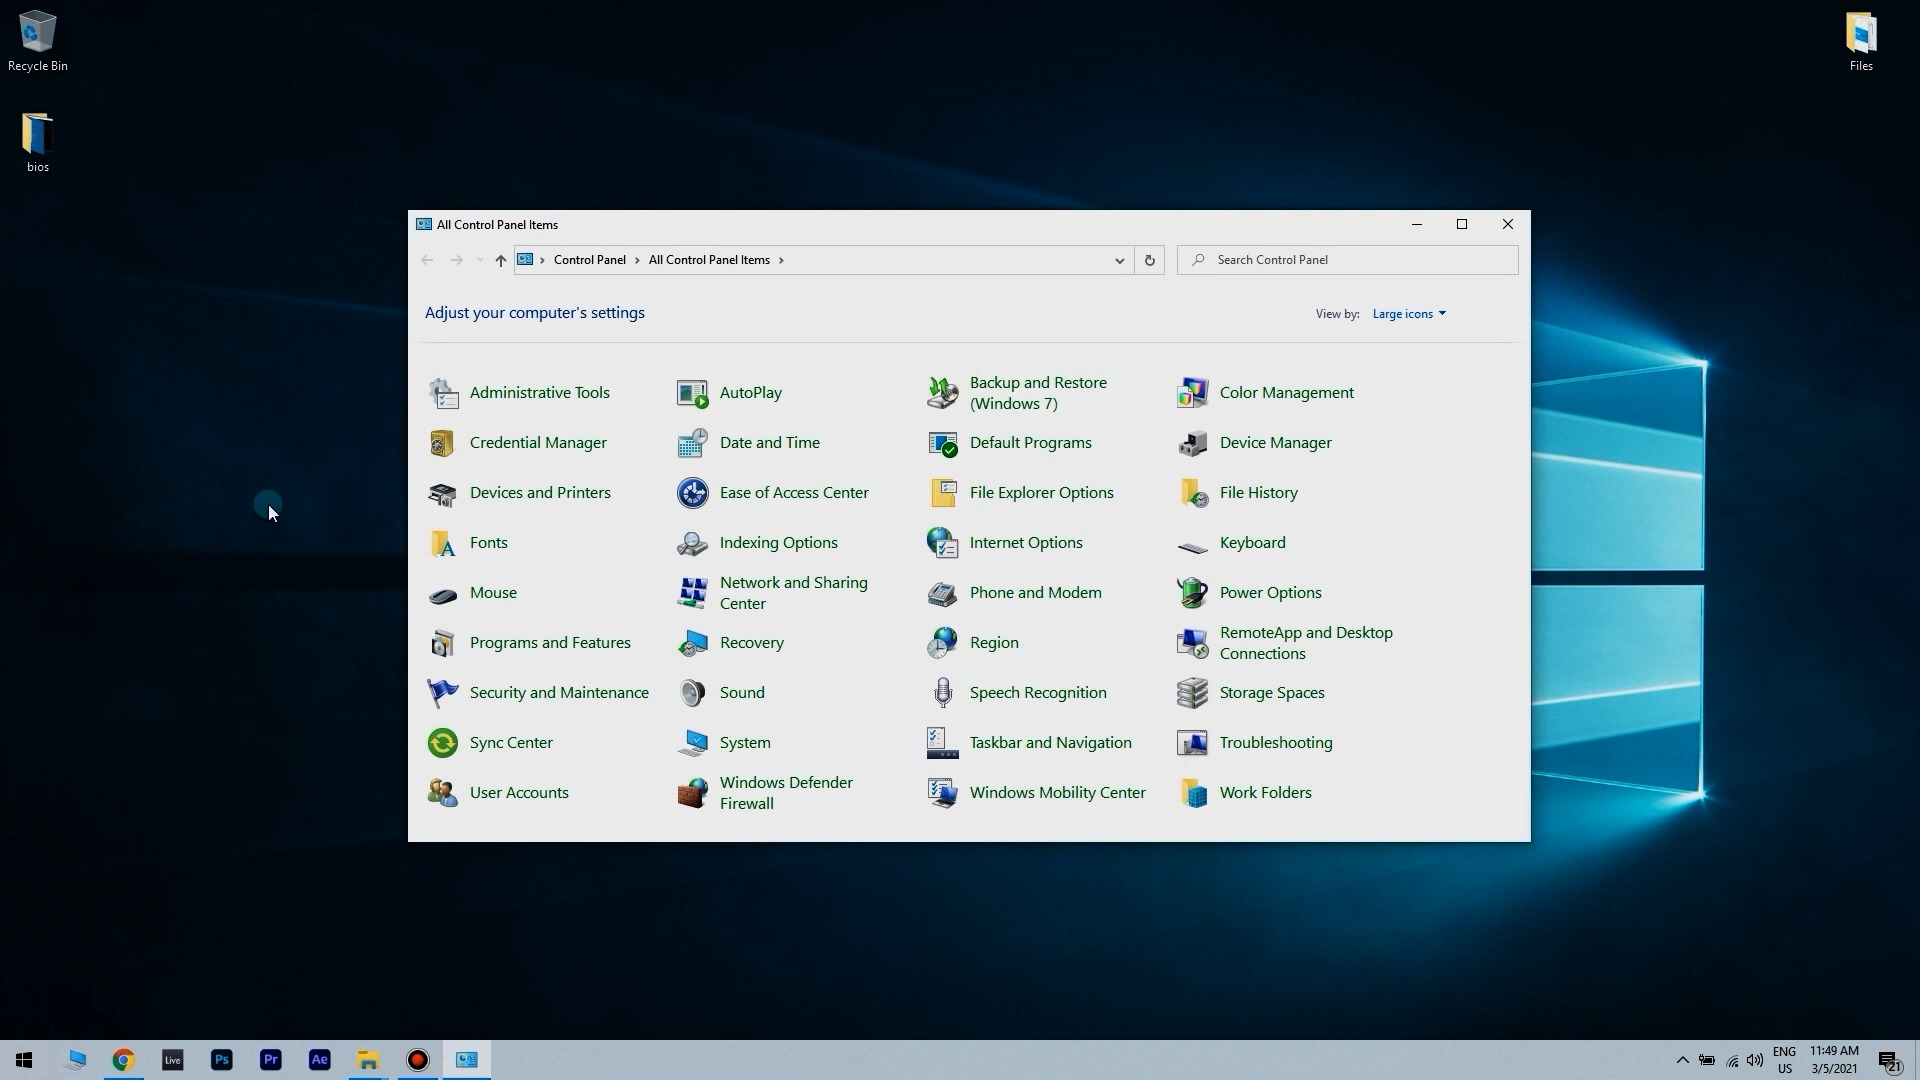 Recycle Bin
Files
bios
All Control Panel Items
Control Panel
All Control Panel Items
Search Control Panel
Adjust your computer's settings
View by: Large icons
Administrative Tools
AutoPlay
Backup and Restore
(Windows 7)
Color Management
Credential Manager
Date and Time
Default Programs
Device Manager
Devices and Printers
Ease of Access Center
File Explorer Options
File History
Fonts
Indexing Options
Internet Options
Keyboard
Mouse
Network and Sharing
Center
Phone and Modem
Power Options
Programs and Features
Recovery
Region
RemoteApp and Desktop
Connections
Security and Maintenance
Sound
Speech Recognition
Storage Spaces
Sync Center
System
Taskbar and Navigation
Troubleshooting
User Accounts
Windows Defender
Firewall
Windows Mobility Center
Work Folders
Live
Ps
Pr
Ae
ENG
US
11:49 AM
3/5/2021
21